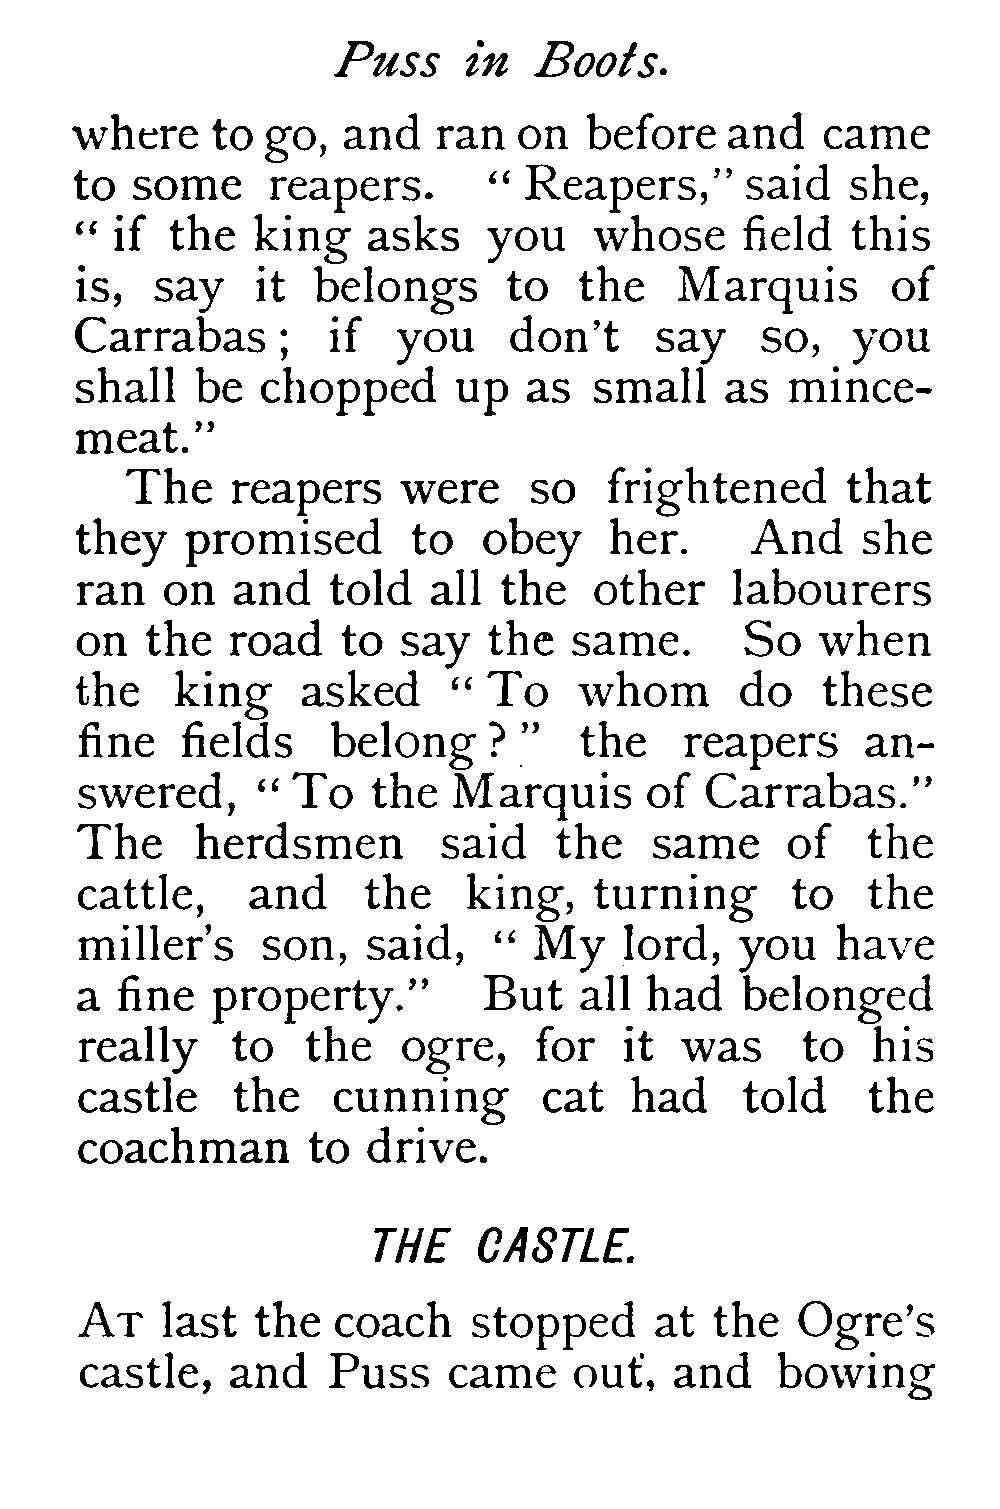 Puss in Boots.
where to go, and ran on before and came
to some reapers. “ Reapers,” said she,
“ if the king asks you whose field this
is, say it belongs to the Marquis of
Carrabas ; if you don’t say so, you
shall be chopped up as small as mince-
meat.”
The reapers were so frightened that
they promised to obey her. And she
ran on and told all the other labourers
on the road to say the same. So when
the king asked “ To whom do these
fine fields belong ? ” the reapers an-
swered, “ To the Marquis of Carrabas.”
The herdsmen said the same of the
cattle, and the king, turning to the
miller’s son, said, “ My lord, you have
a fine property.” But all had belonged
really to the ogre, for it was to his
castle the cunning cat had told the
coachman to drive.
THE CASTLE.
AT last the coach stopped at the Ogre’s
castle, and Puss came out, and bowing